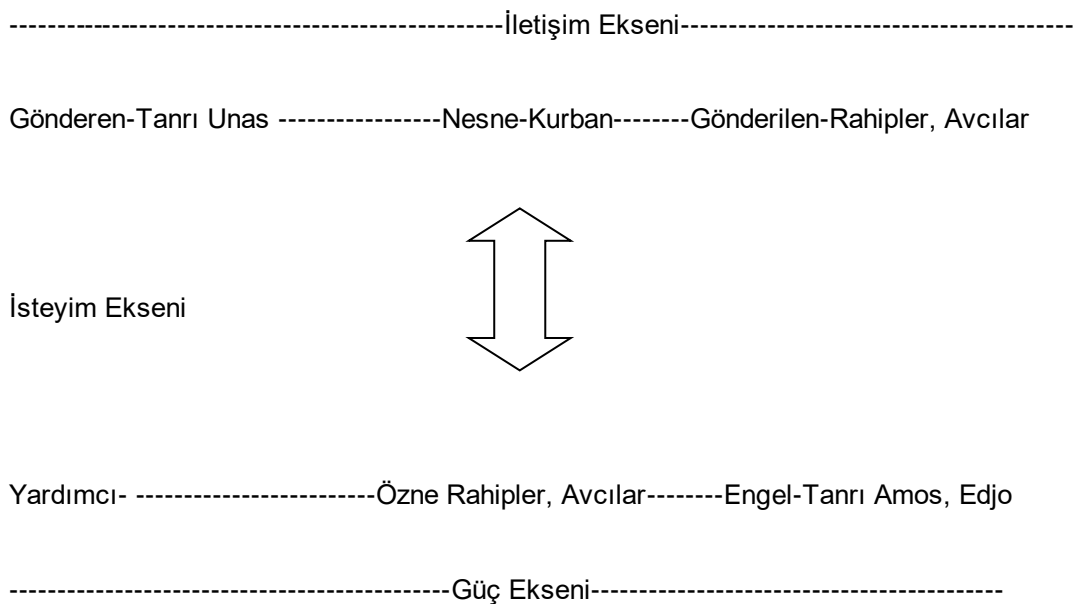 -----------------------------------------------------İletişim Ekseni------------------------------------------
Gönderen-Tanrı Unas -----------------Nesne-Kurban--------Gönderilen-Rahipler, Avcılar
İsteyim Ekseni
Yardımcı- --------------------------Özne Rahipler, Avcılar--------Engel-Tanrı Amos, Edjo
-----------------------------------------------Güç Ekseni--------------------------------------------